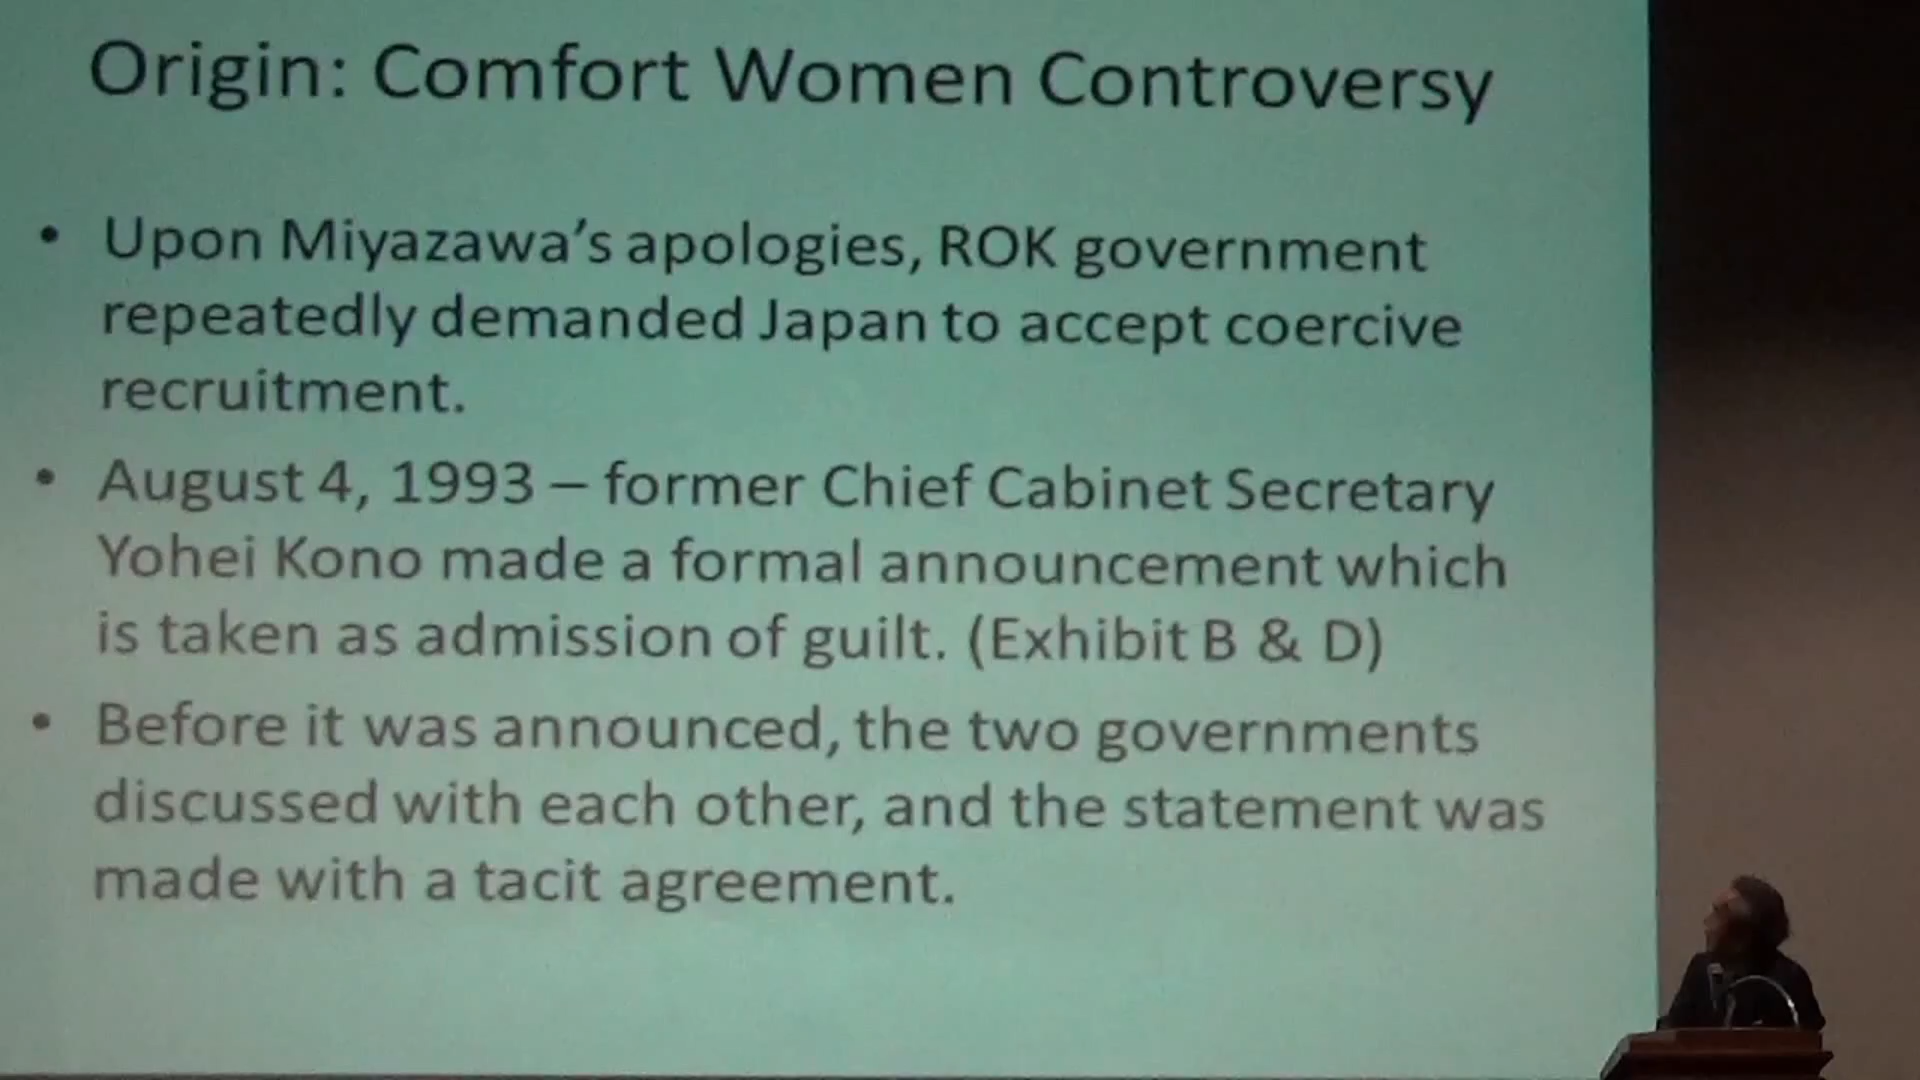 Origin: Comfort Women Controversy
• Upon Miyazawa's apologies, ROK government
repeatedly demanded Japan to accept coercive
recruitment.
• August 4, 1993 – former Chief Cabinet Secretary
Yohei Kono made a formal announcement which
is taken as admission of guilt. (Exhibit B & D)
• Before it was announced, the two governments
discussed with each other, and the statement was
made with a tacit agreement.